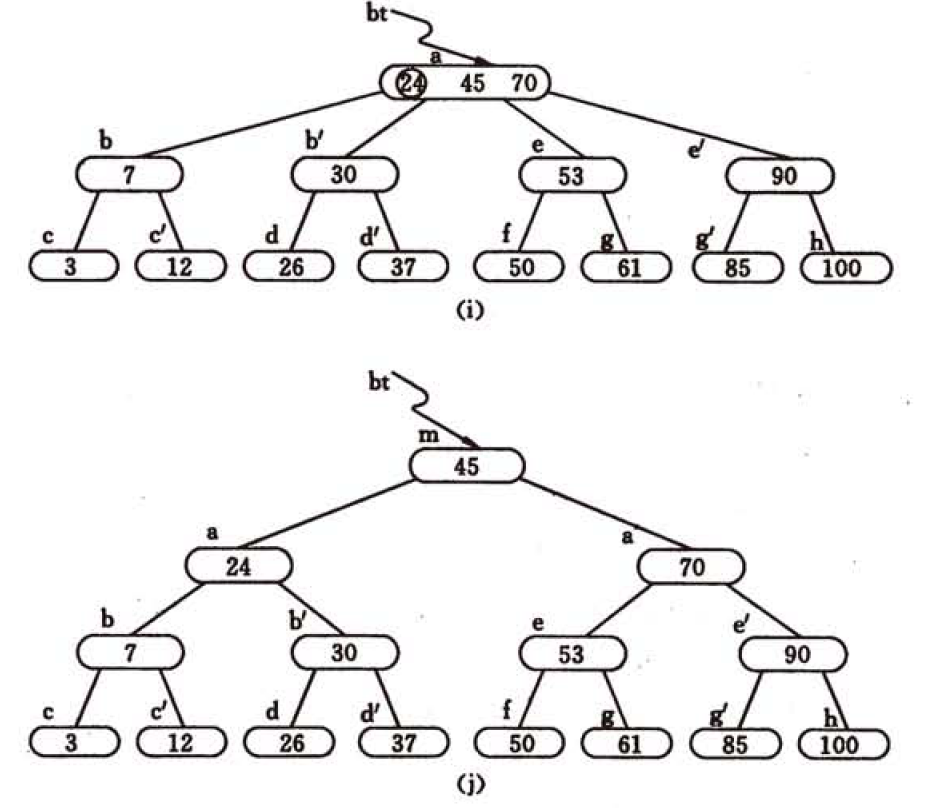 bt
a
24 45 70
b b′ e e′
7 30 53 90
c c′ d d′ f g g′ h
3 12 26 37 50 61 85 100
(i)
bt
m
45
a a
24 70
b b′ e e′
7 30 53 90
c c′ d d′ f g g′ h
3 12 26 37 50 61 85 100
(j)